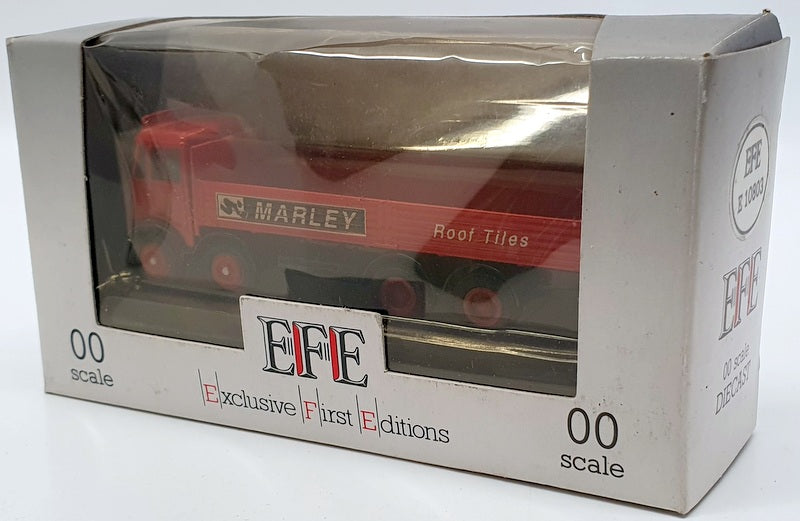 MARLEY
Roof Tiles
EFE
Exclusive First Editions
00
scale
00
scale
EFE
E 10803
EFE
00 scale
DIECAST